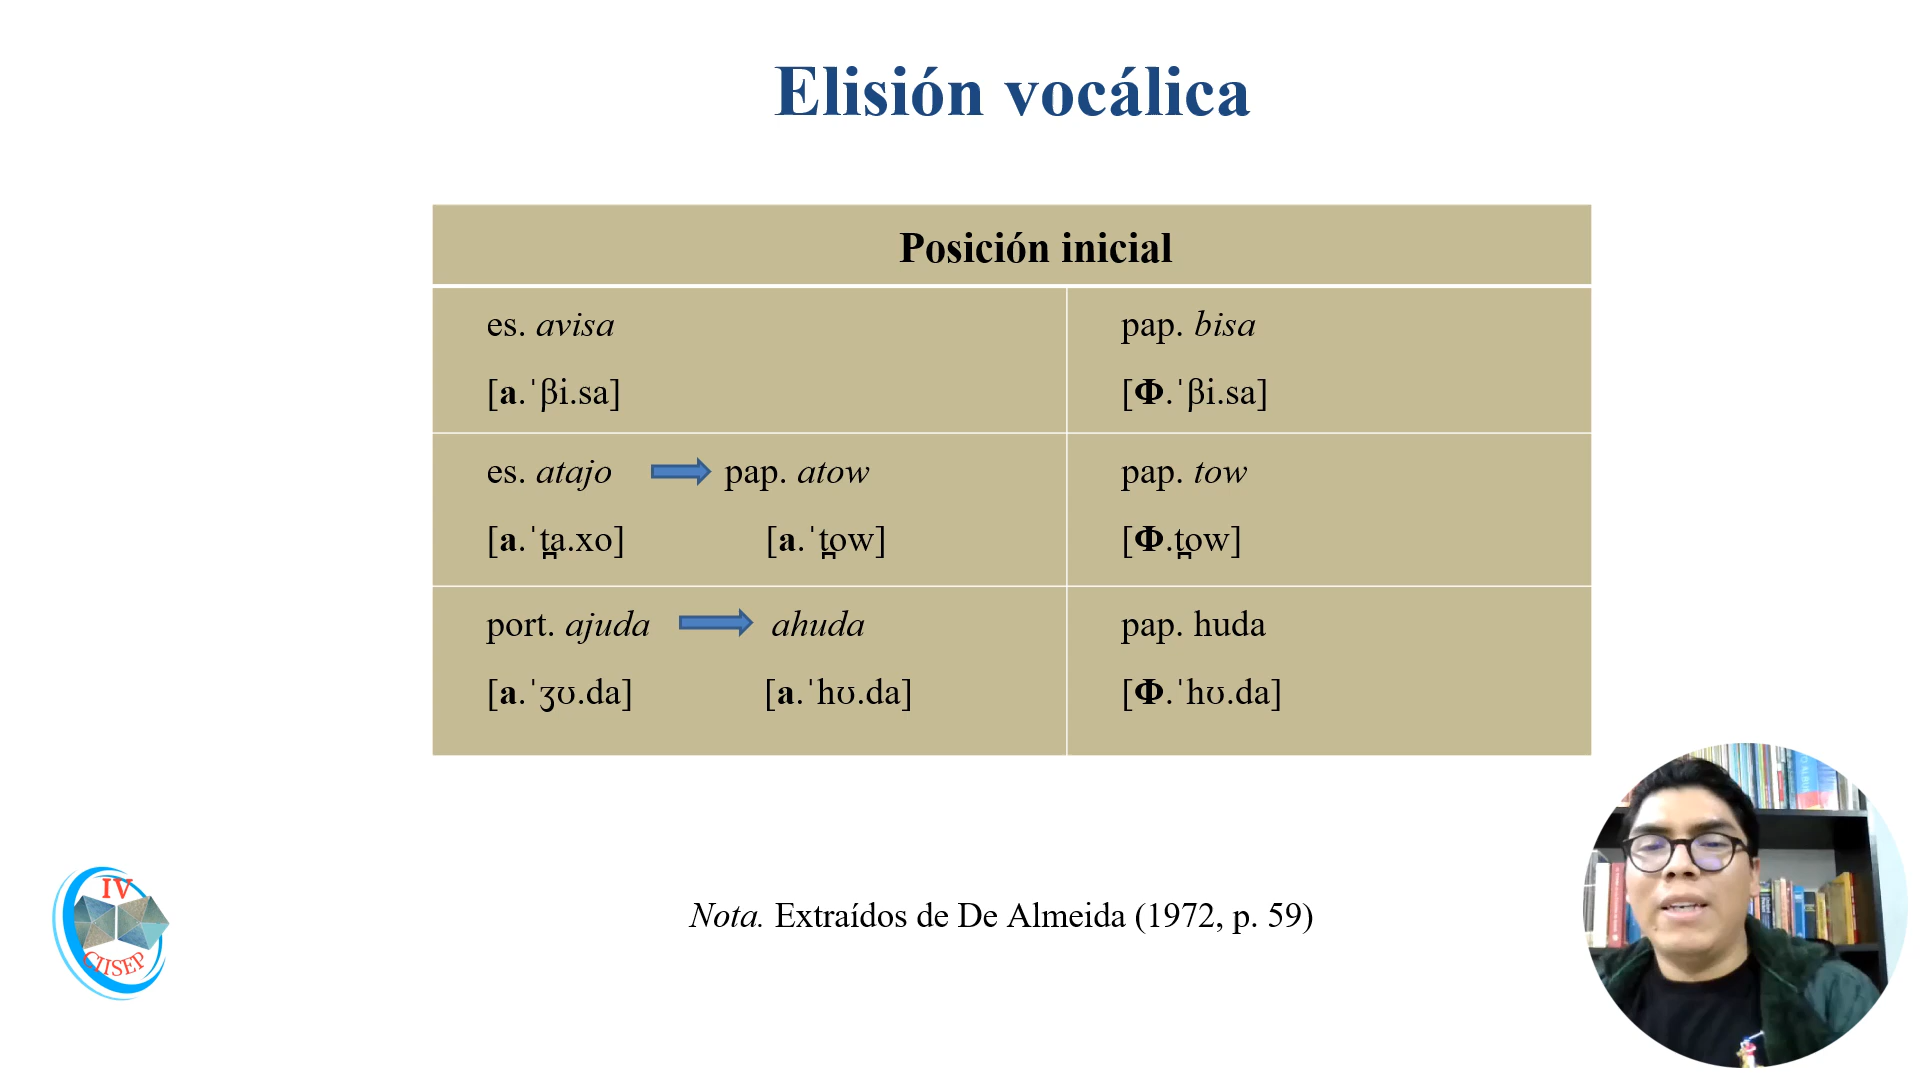 Elisión vocálica
Posición inicial
es. avisa
[a.ˈβi.sa]
pap. bisa
[Φ.ˈβi.sa]
es. atajo pap. atow
[a.ˈt̪a.xo] [a.ˈt̪ow]
pap. tow
[Φ.t̪ow]
port. ajuda ahuda
[a.ˈʒʊ.da] [a.ˈhʊ.da]
pap. huda
[Φ.ˈhʊ.da]
Nota. Extraídos de De Almeida (1972, p. 59)
IV
CIISEP